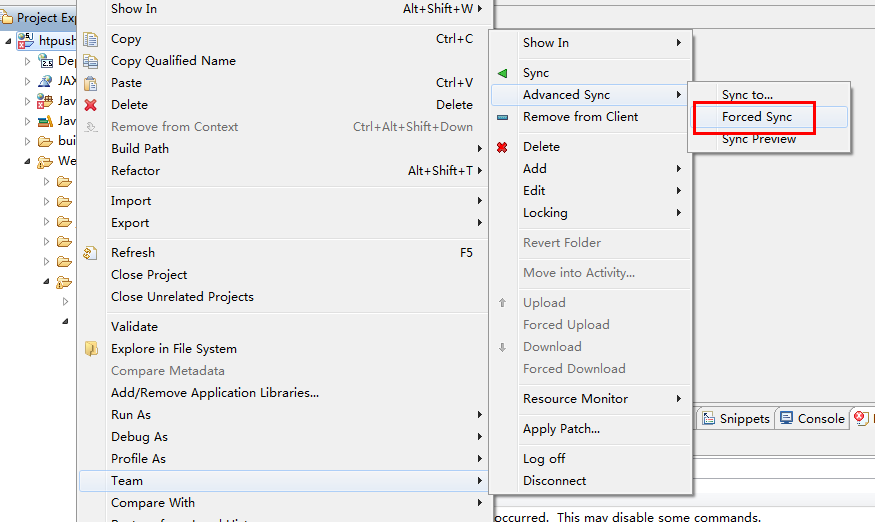 Project Exp
htpush
Dep
JAX
Java
Java
buil
We
Show In Alt+Shift+W
Copy Ctrl+C
Copy Qualified Name
Paste Ctrl+V
Delete Delete
Remove from Context Ctrl+Alt+Shift+Down
Build Path
Refactor Alt+Shift+T
Import
Export
Refresh F5
Close Project
Close Unrelated Projects
Validate
Explore in File System
Compare Metadata
Add/Remove Application Libraries...
Run As
Debug As
Profile As
Team
Compare With
Show In
Sync
Advanced Sync
Remove from Client
Delete
Add
Edit
Locking
Revert Folder
Move into Activity...
Upload
Forced Upload
Download
Forced Download
Resource Monitor
Apply Patch...
Log off
Disconnect
Sync to...
Forced Sync
Sync Preview
Snippets
Console
occurred. This may disable some commands.